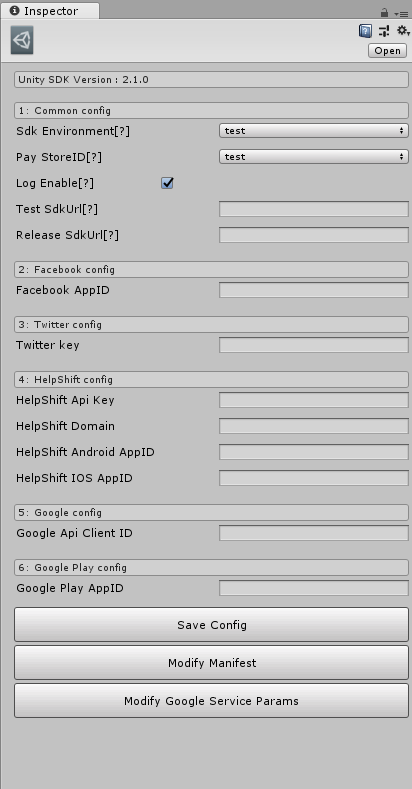 Inspector
Open
Unity SDK Version : 2.1.0
1: Common config
Sdk Environment[?] test
Pay StoreID[?] test
Log Enable[?]
Test SdkUrl[?]
Release SdkUrl[?]
2: Facebook config
Facebook AppID
3: Twitter config
Twitter key
4: HelpShift config
HelpShift Api Key
HelpShift Domain
HelpShift Android AppID
HelpShift IOS AppID
5: Google config
Google Api Client ID
6: Google Play config
Google Play AppID
Save Config
Modify Manifest
Modify Google Service Params